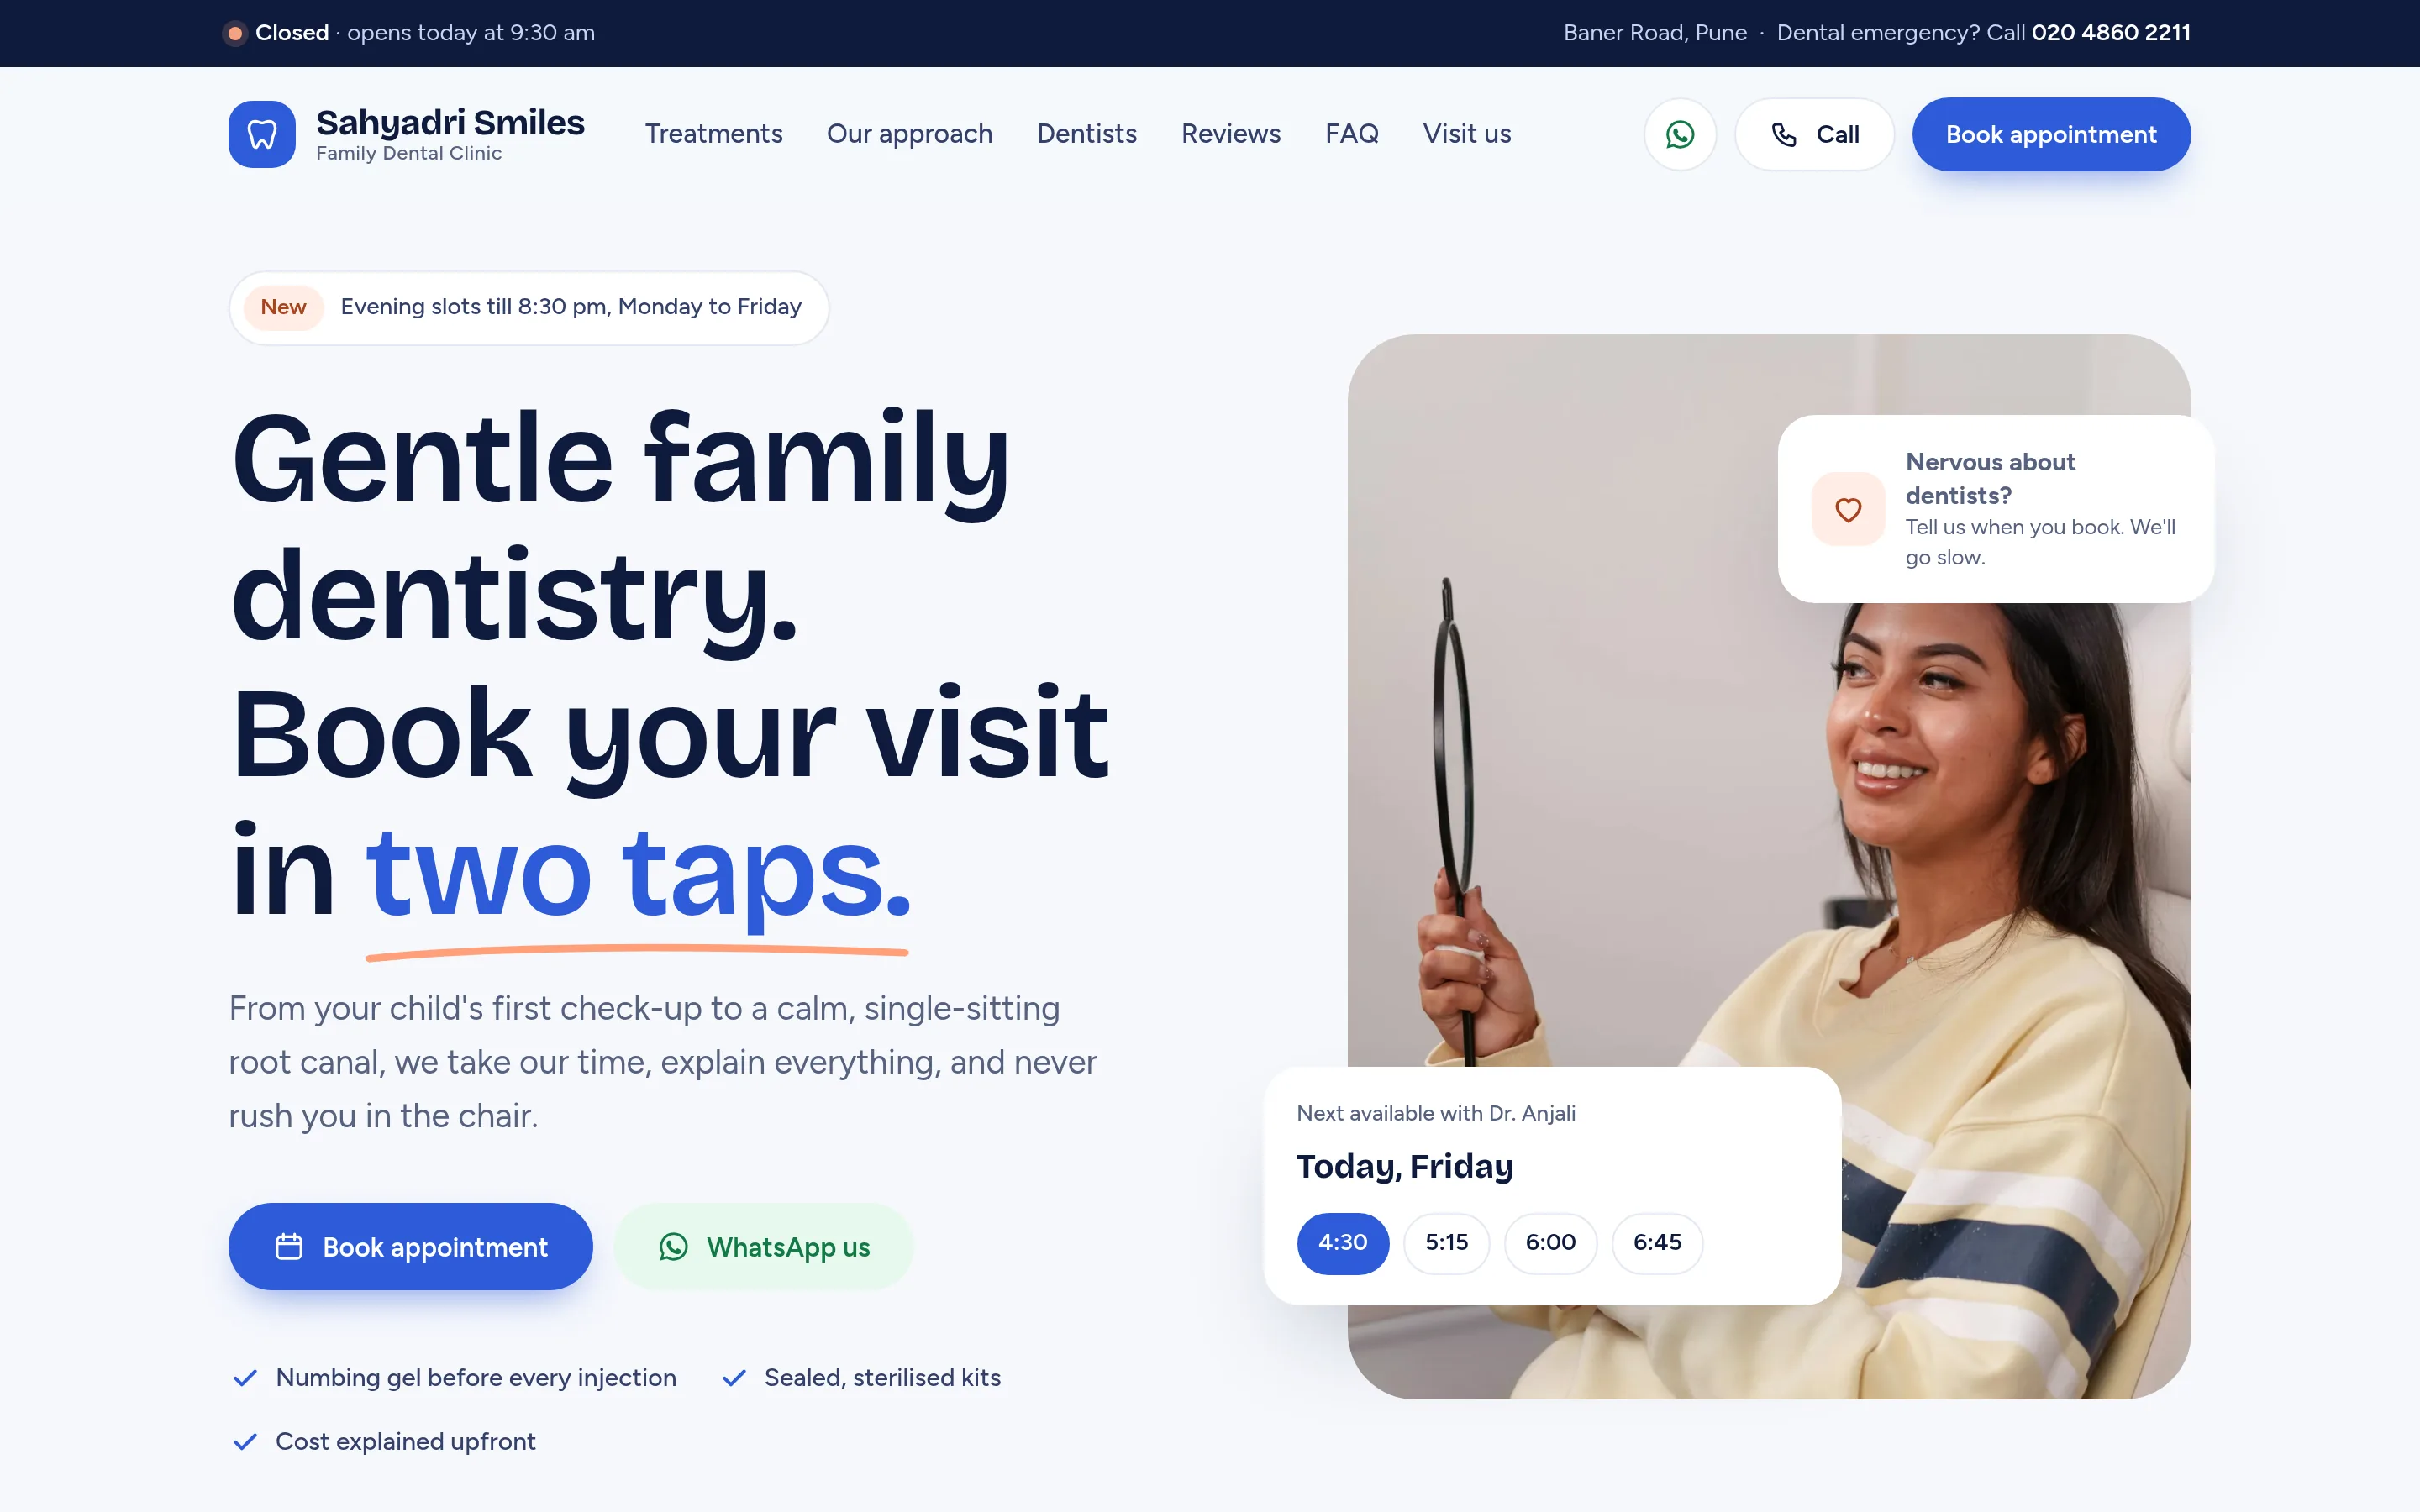 Closed · opens today at 9:30 am
Baner Road, Pune · Dental emergency? Call 020 4860 2211
Sahyadri Smiles
Family Dental Clinic
Treatments
Our approach
Dentists
Reviews
FAQ
Visit us
Call
Book appointment
New Evening slots till 8:30 pm, Monday to Friday
Gentle family
dentistry.
Book your visit
in two taps.
From your child's first check-up to a calm, single-sitting
root canal, we take our time, explain everything, and never
rush you in the chair.
Book appointment
WhatsApp us
Numbing gel before every injection
Sealed, sterilised kits
Cost explained upfront
Nervous about
dentists?
Tell us when you book. We'll
go slow.
Next available with Dr. Anjali
Today, Friday
4:30 5:15 6:00 6:45